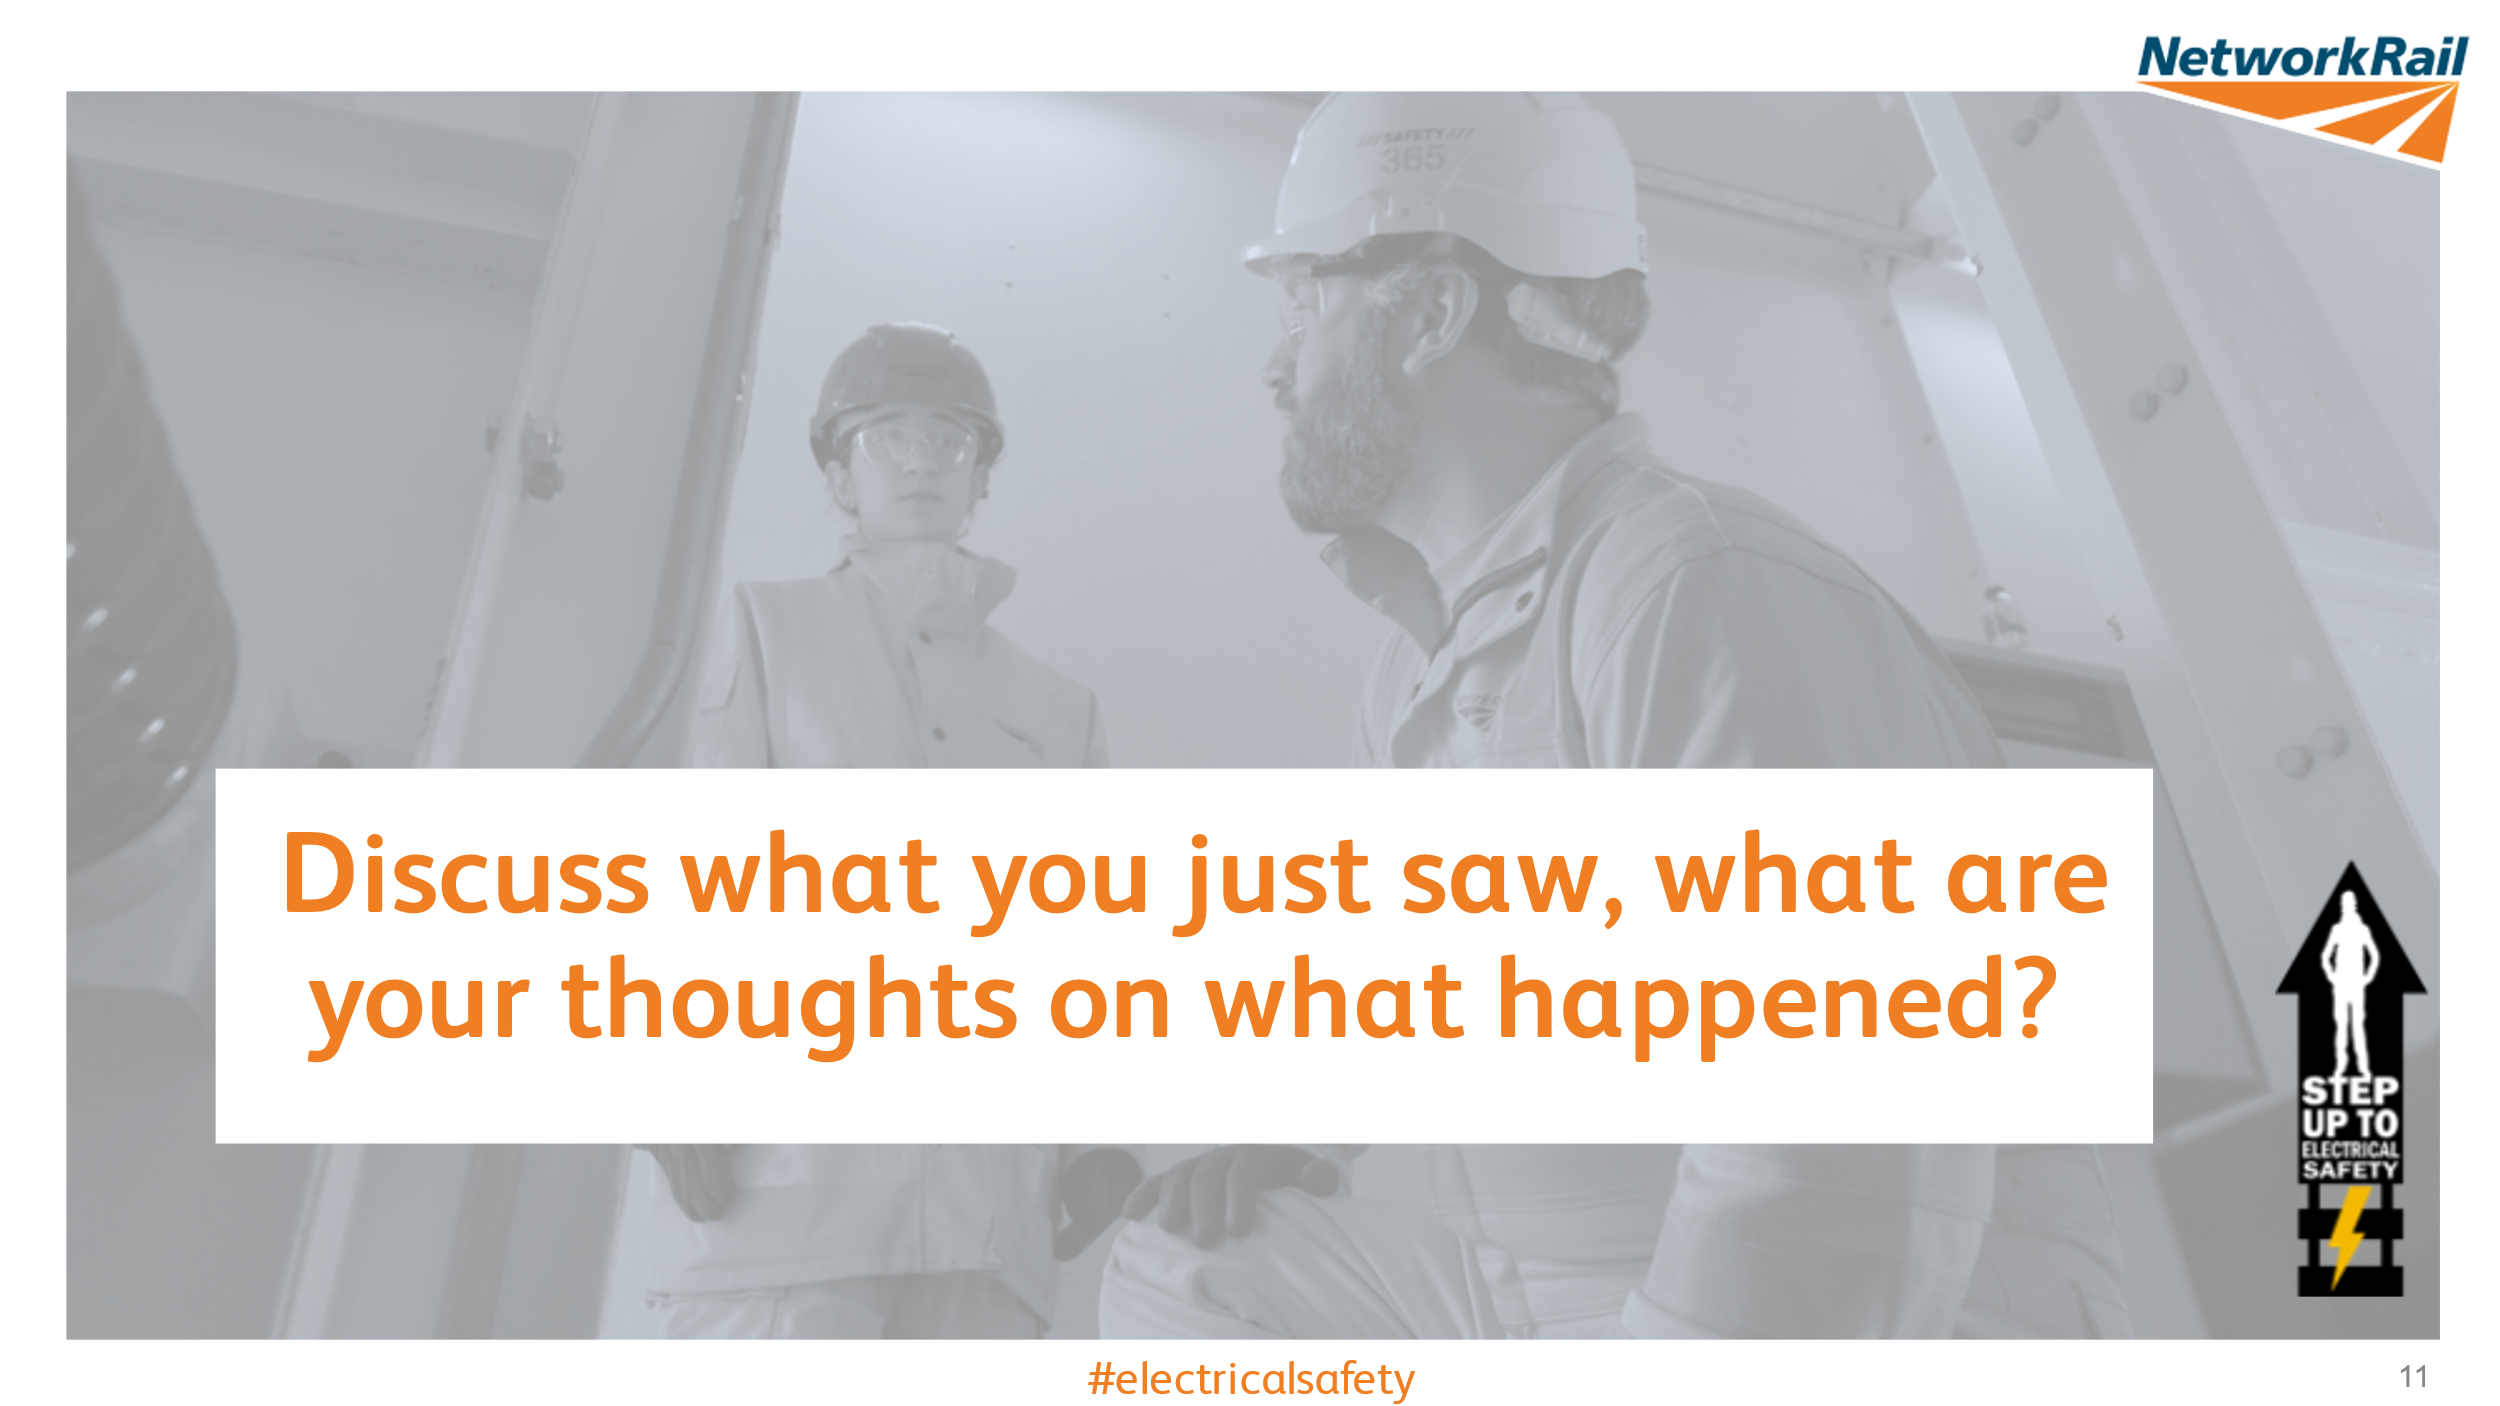 NetworkRail
///SAFETY///
365
Discuss what you just saw, what are
your thoughts on what happened?
STEP
UP TO
ELECTRICAL
SAFETY
#electricalsafety
11